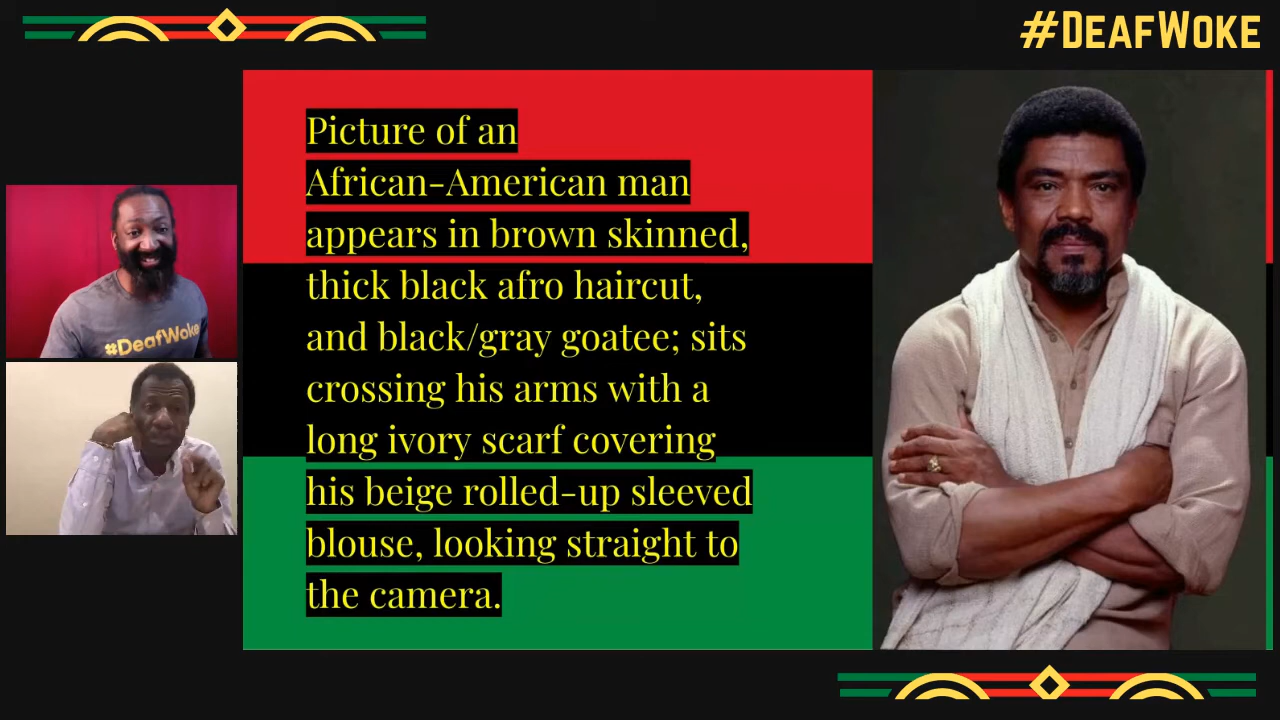 #DEAFWOKE
Picture of an
African-American man
appears in brown skinned,
thick black afro haircut,
and black/gray goatee; sits
crossing his arms with a
long ivory scarf covering
his beige rolled-up sleeved
blouse, looking straight to
the camera.
#DeafWoke